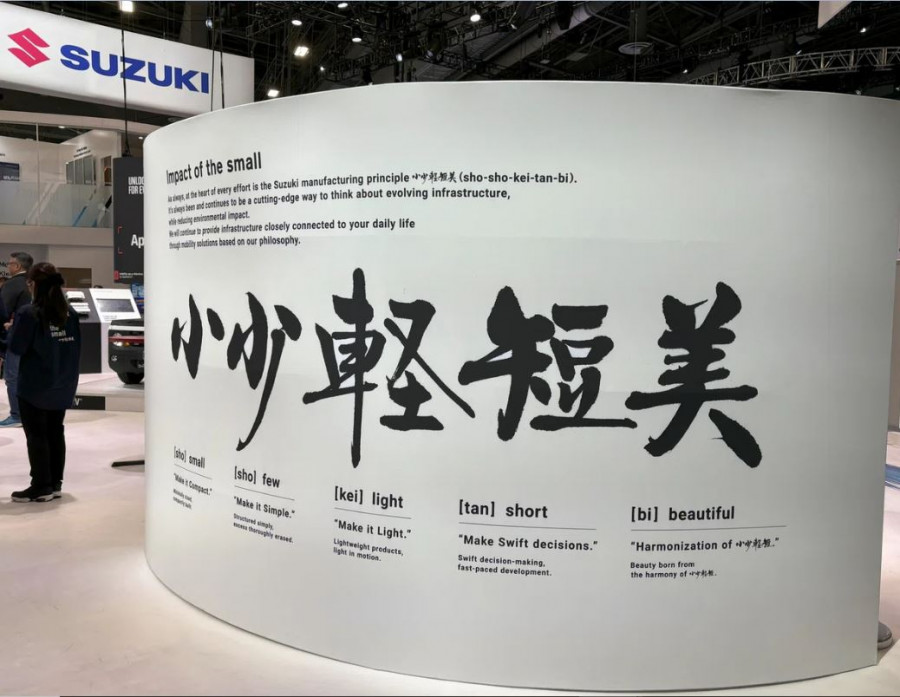 SUZUKI
Impact of the small
As always, at the heart of every effort is the Suzuki manufacturing principle 小少軽短美 (sho-sho-kei-tan-bi).
It's always been and continues to be a cutting-edge way to think about evolving infrastructure,
while reducing environmental impact.
We will continue to provide infrastructure closely connected to your daily life
through mobility solutions based on our philosophy.
小少軽短美
[sho] small
"Make it Compact."
[sho] few
"Make it Simple."
Structured simply,
excess thoroughly erased.
[kei] light
"Make it Light."
Lightweight products,
light in motion.
[tan] short
"Make Swift decisions."
Swift decision-making,
fast-paced development.
[bi] beautiful
"Harmonization of 小少軽短."
Beauty born from
the harmony of 小少軽短.
the
small